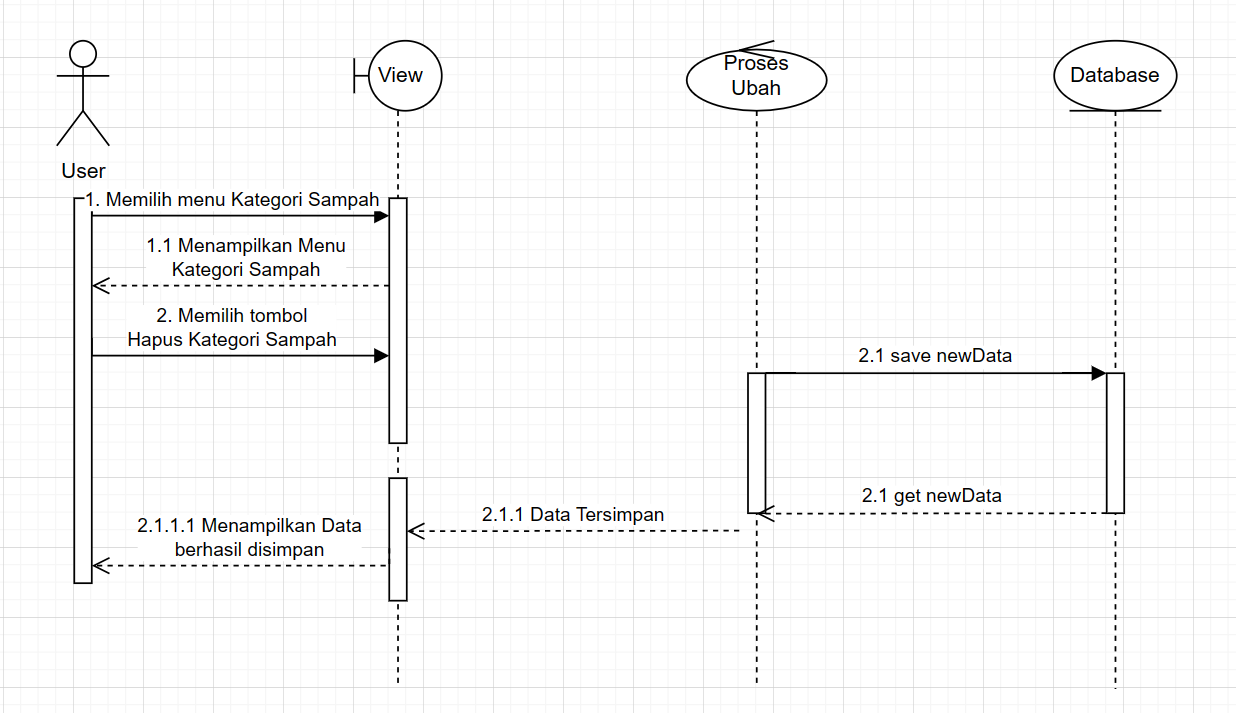 View
Proses
Ubah
Database
User
1. Memilih menu Kategori Sampah
1.1 Menampilkan Menu
Kategori Sampah
2. Memilih tombol
Hapus Kategori Sampah
2.1 save newData
2.1 get newData
2.1.1 Data Tersimpan
2.1.1.1 Menampilkan Data
berhasil disimpan